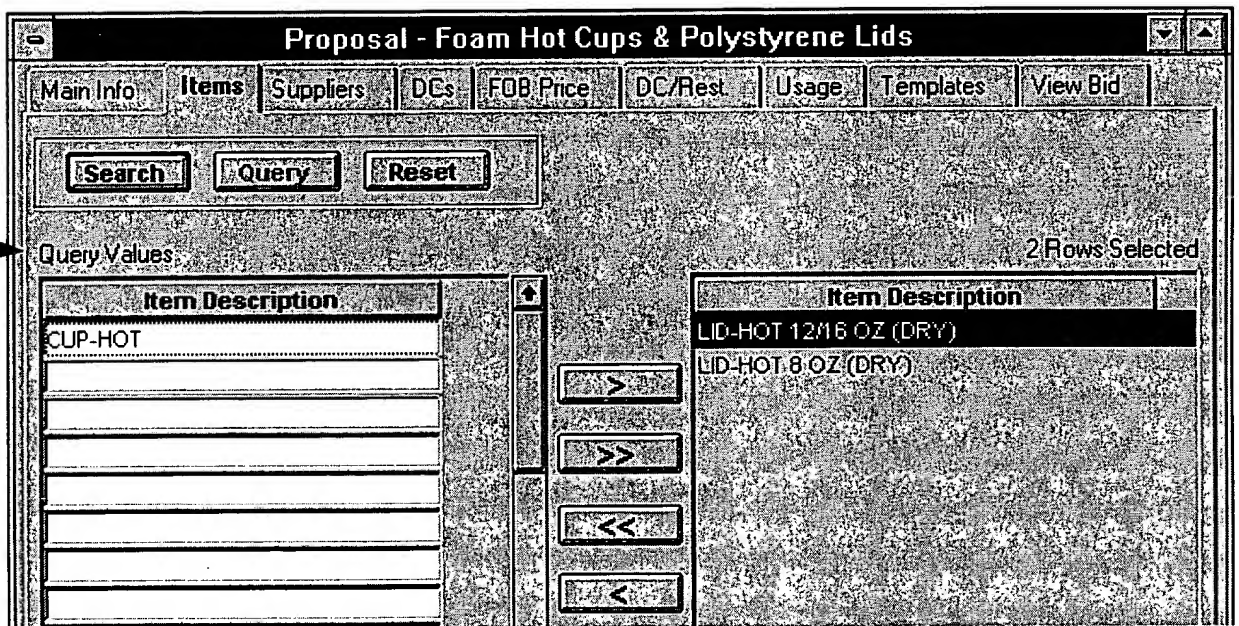 Proposal - Foam Hot Cups & Polystyrene Lids
Main Info Items Suppliers DCs FOB Price DC/Rest Usage Templates View Bid
Search Query Reset
Query Values
2 Rows Selected
Item Description
Item Description
CUP-HOT
LID-HOT 12/16 OZ (DRY)
LID-HOT 8 OZ (DRY)
>
>>
<<
<